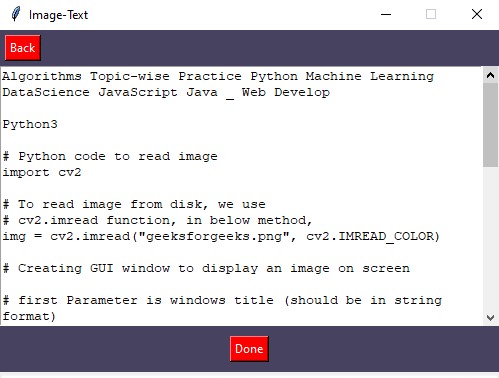 Image-Text
Back
Algorithms Topic-wise Practice Python Machine Learning
DataScience JavaScript Java _ Web Develop
Python3
# Python code to read image
import cv2
# To read image from disk, we use
# cv2.imread function, in below method,
img = cv2.imread("geeksforgeeks.png", cv2.IMREAD_COLOR)
# Creating GUI window to display an image on screen
# first Parameter is windows title (should be in string
format)
Done